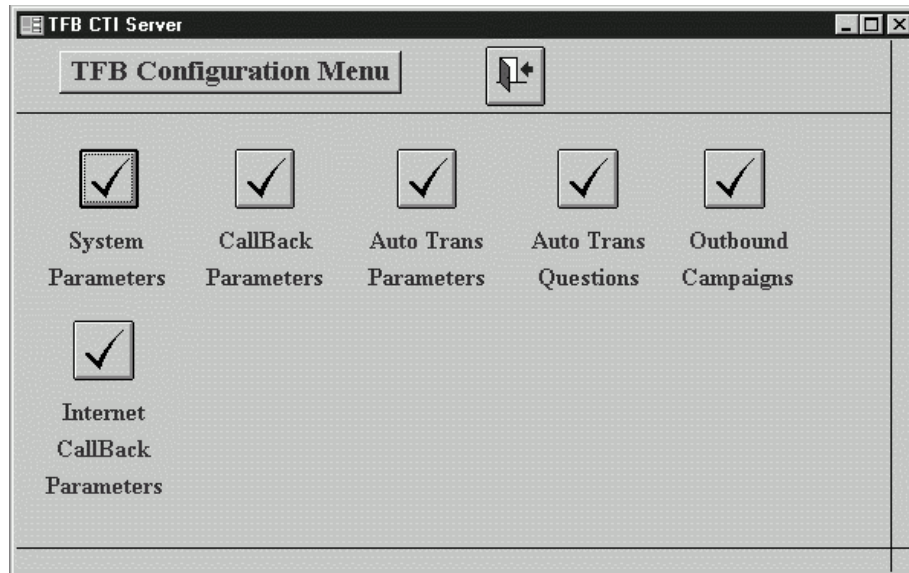 TFB CTI Server
TFB Configuration Menu
System
Parameters
CallBack
Parameters
Auto Trans
Parameters
Auto Trans
Questions
Outbound
Campaigns
Internet
CallBack
Parameters